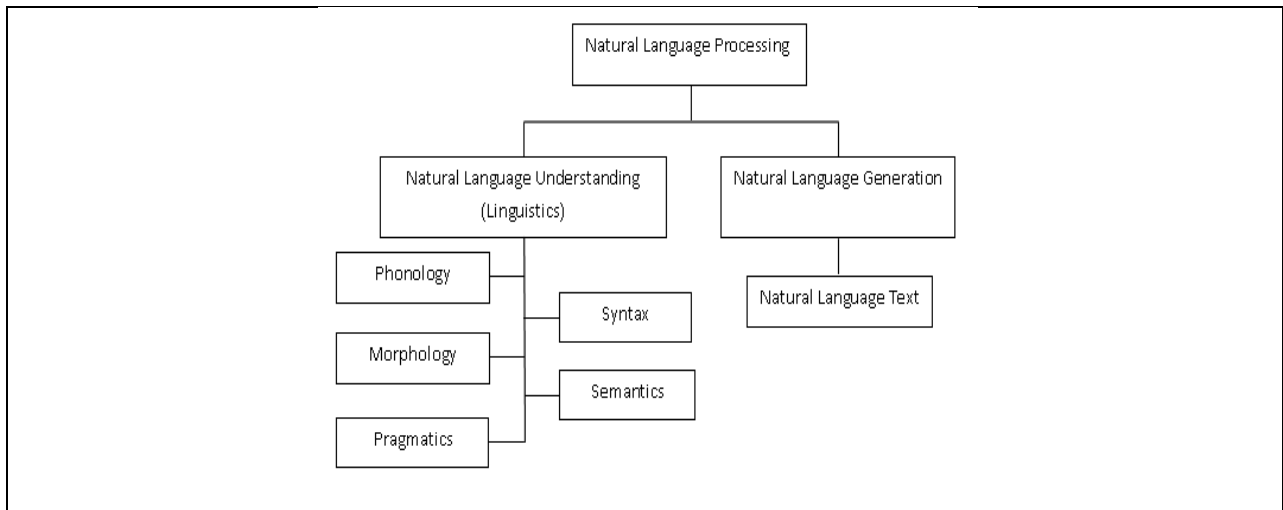 Natural Language Processing
Natural Language Understanding
(Linguistics)
Natural Language Generation
Phonology
Natural Language Text
Syntax
Morphology
Semantics
Pragmatics